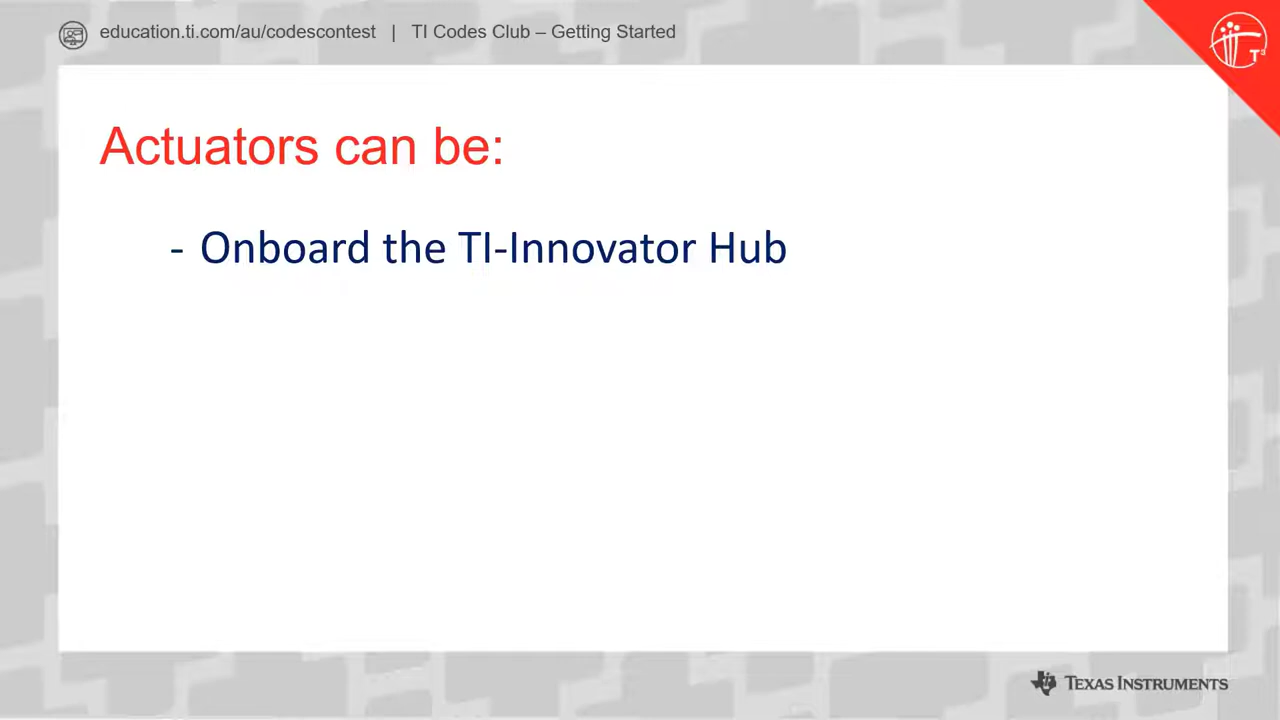 education.ti.com/au/codescontest | TI Codes Club – Getting Started
T³
Actuators can be:
- Onboard the TI-Innovator Hub
TEXAS INSTRUMENTS